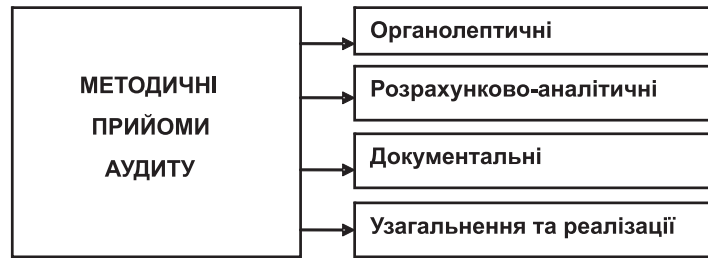 МЕТОДИЧНІ
ПРИЙОМИ
АУДИТУ
Органолептичні
Розрахунково-аналітичні
Документальні
Узагальнення та реалізації